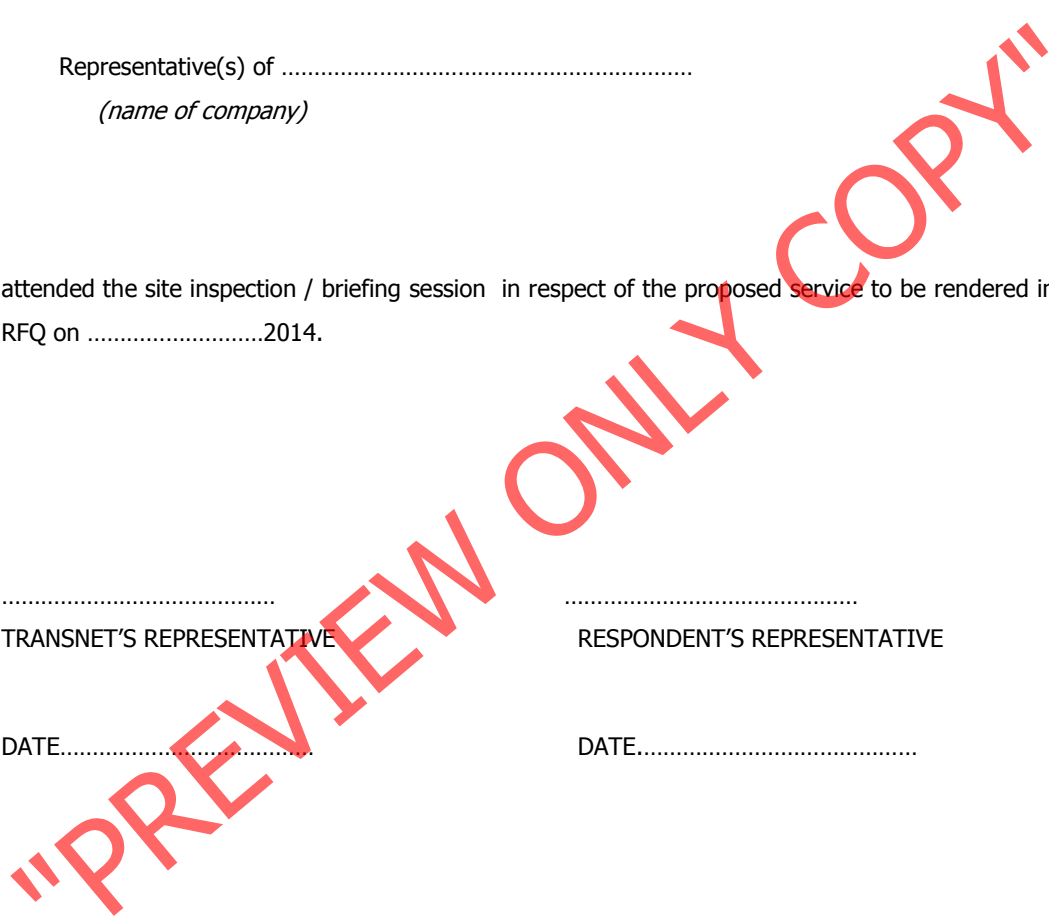 Representative(s) of ………………………………………………………
(name of company)
attended the site inspection / briefing session in respect of the proposed service to be rendered in
RFQ on ………………………2014.
…………………………………… ………………………………………
TRANSNET'S REPRESENTATIVE RESPONDENT'S REPRESENTATIVE
DATE………………………………… DATE.……………………………………
"PREVIEW ONLY COPY"